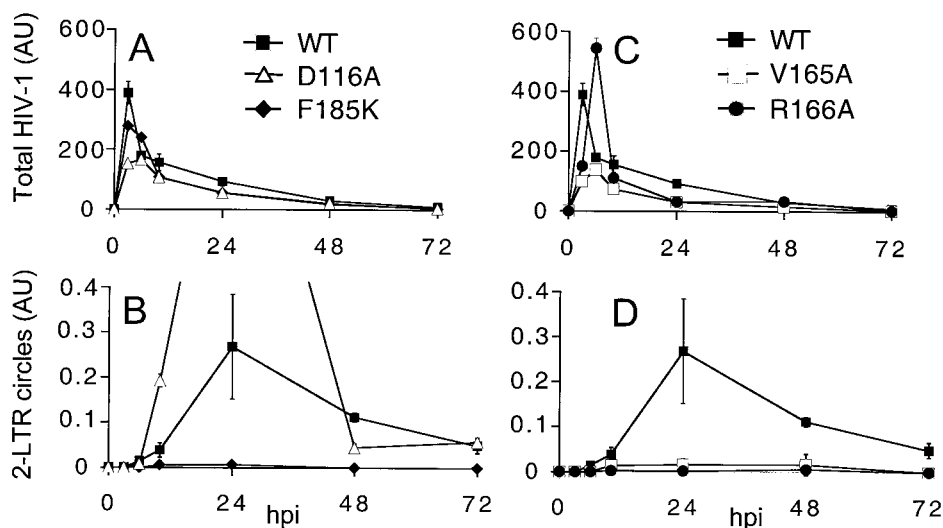 Total HIV-1 (AU)
600
400
200
0
A
WT
D116A
F185K
0 24 48 72
600
400
200
0
C
WT
V165A
R166A
0 24 48 72
2-LTR circles (AU)
0.4
0.3
0.2
0.1
0
B
0 24 48 72
hpi
0.4
0.3
0.2
0.1
0
D
0 24 48 72
hpi